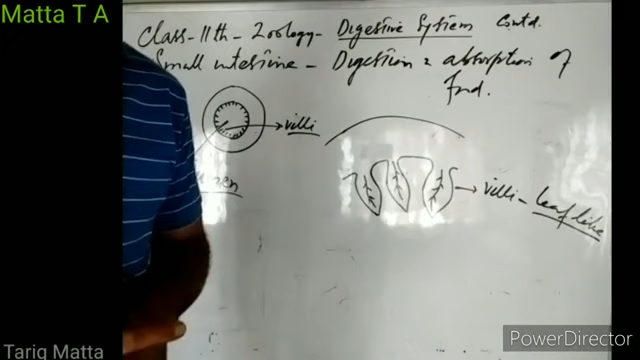 Matta T A
Class-11th-Zoology-Digestive System Contd.
Small intestine - Digestion & absorption of
food.
villi
villi - leaf like
PowerDirector
Tariq Matta